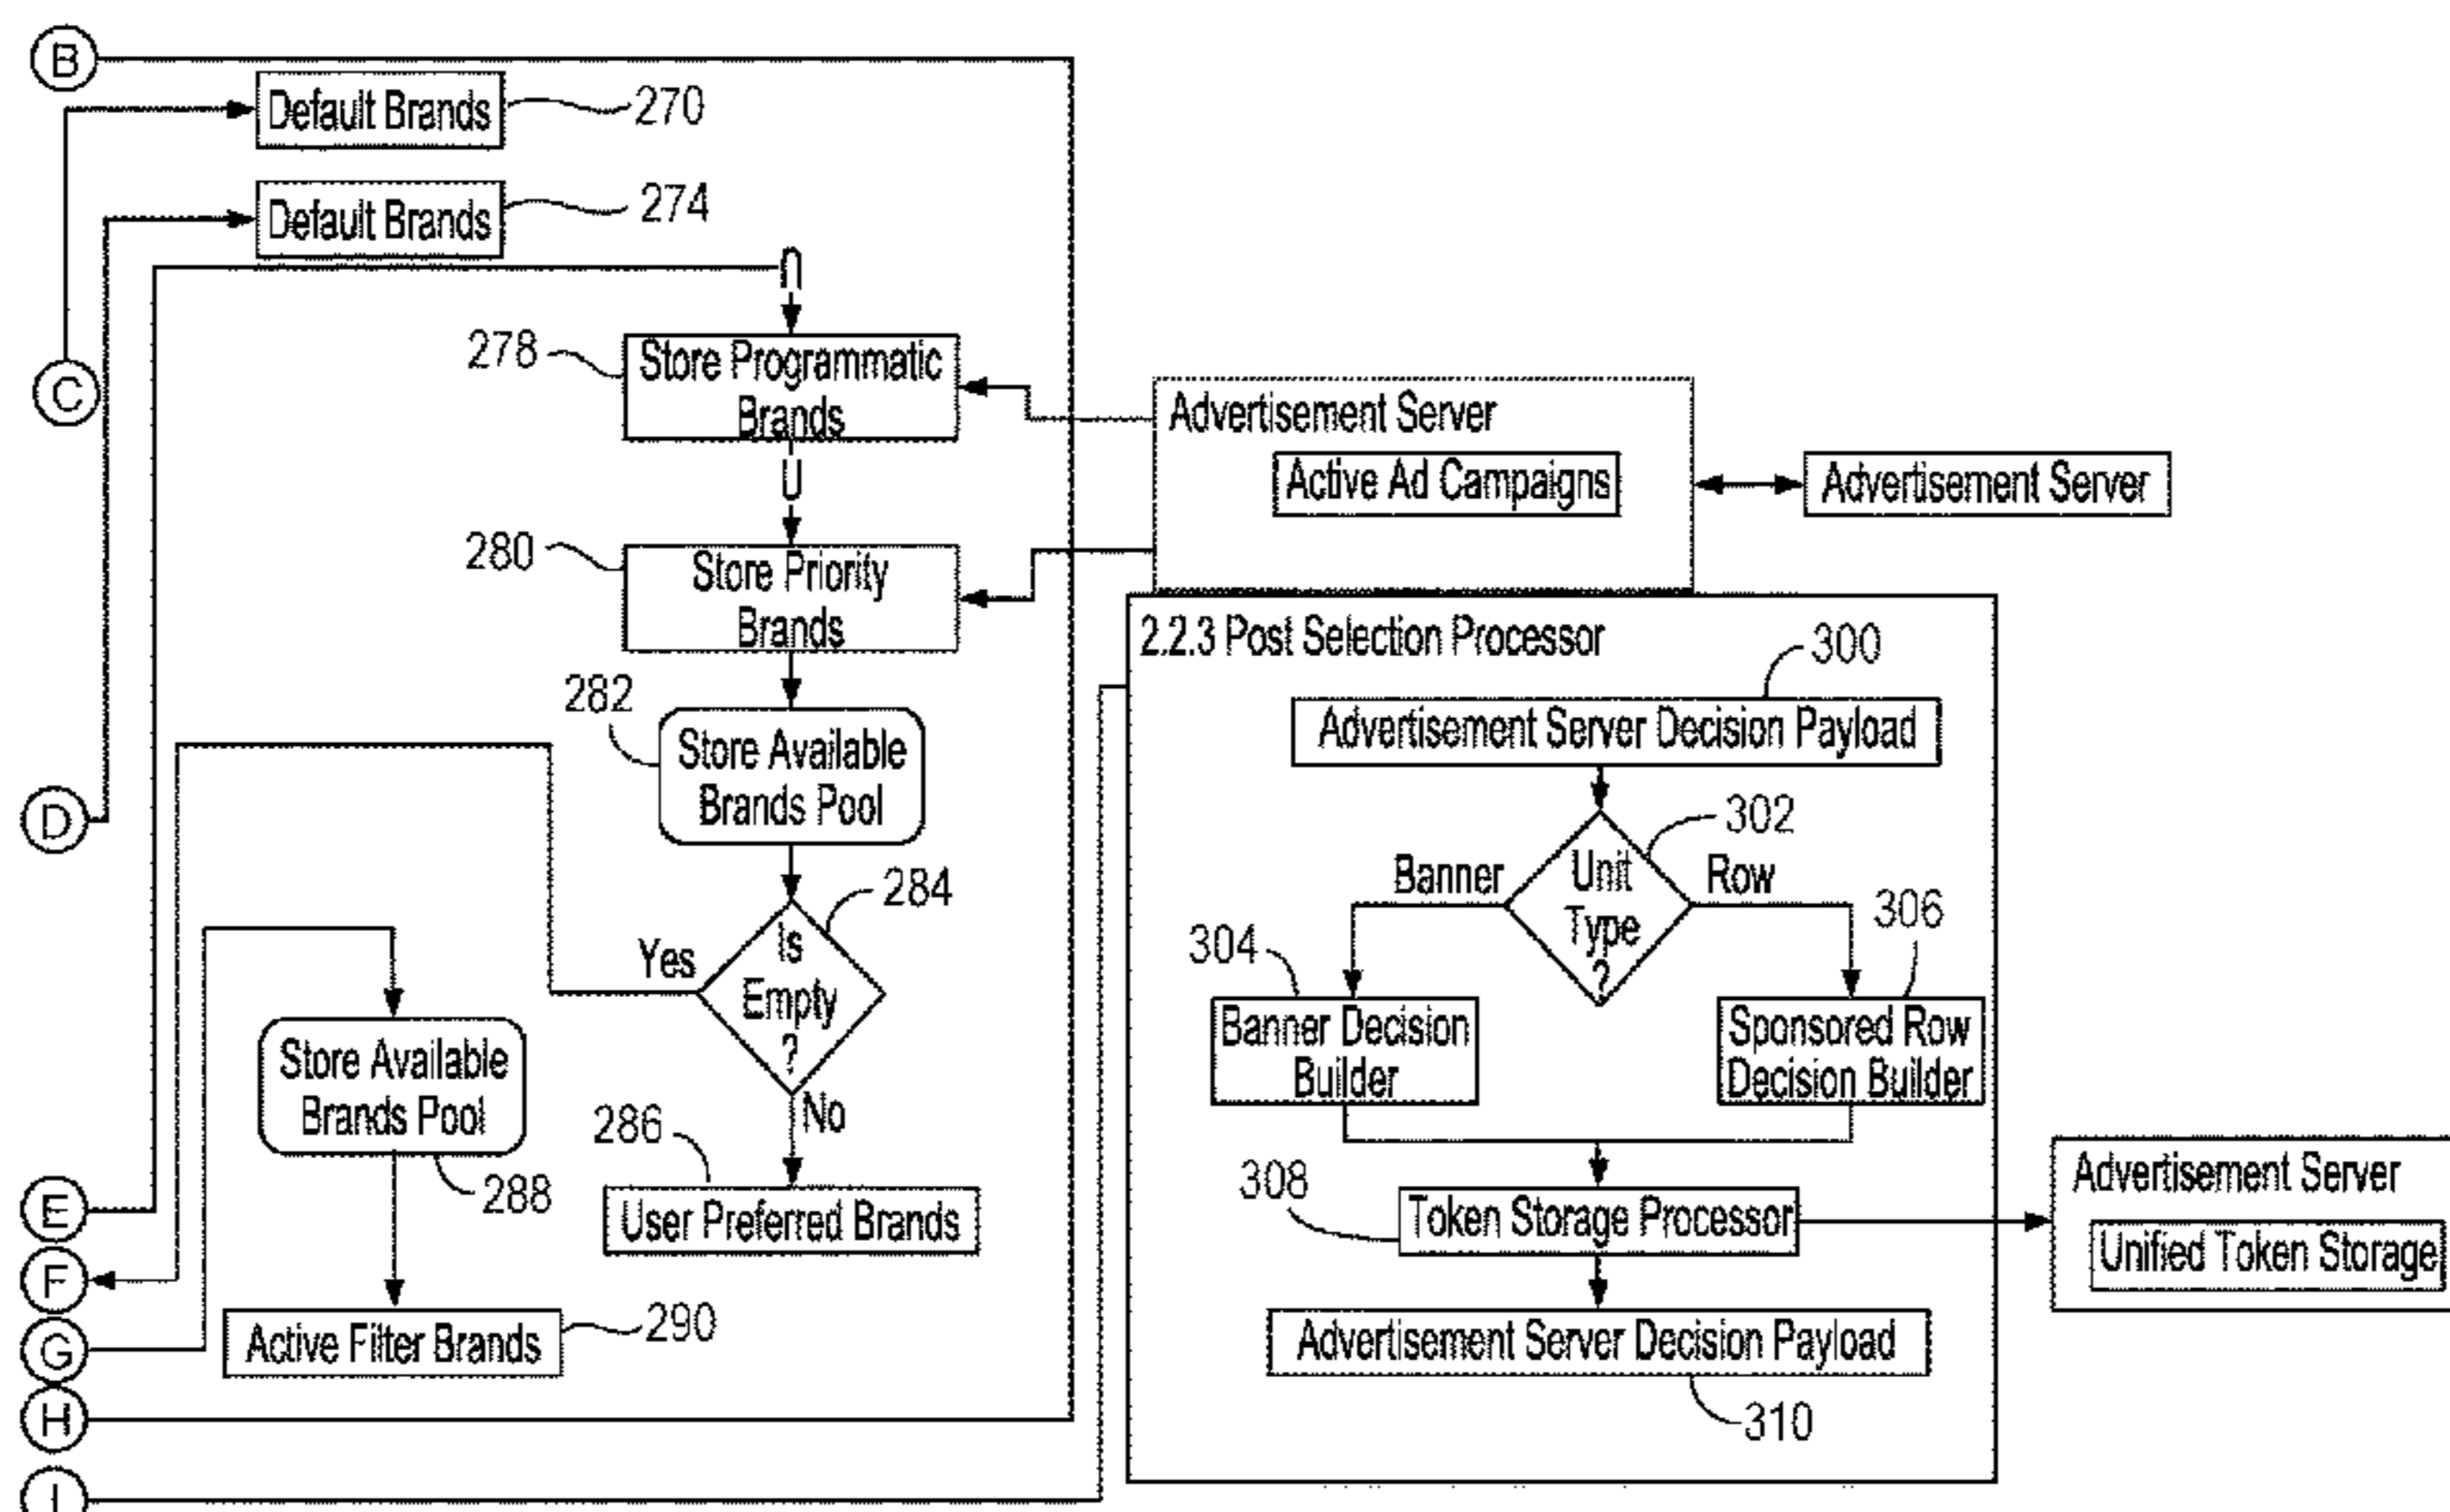 B
Default Brands
270
Default Brands
274
C
278
Store Programmatic
Brands
Advertisement Server
Active Ad Campaigns
Advertisement Server
280
Store Priority
Brands
2.2.3 Post Selection Processor
300
Advertisement Server Decision Payload
282
Store Available
Brands Pool
D
302
Unit
Type
?
Banner
Row
284
Is
Empty
?
Yes
No
304
306
Banner Decision
Builder
Sponsored Row
Decision Builder
Store Available
Brands Pool
288
286
User Preferred Brands
308
Token Storage Processor
Advertisement Server
Unified Token Storage
E
F
G
H
Active Filter Brands
290
Advertisement Server Decision Payload
310